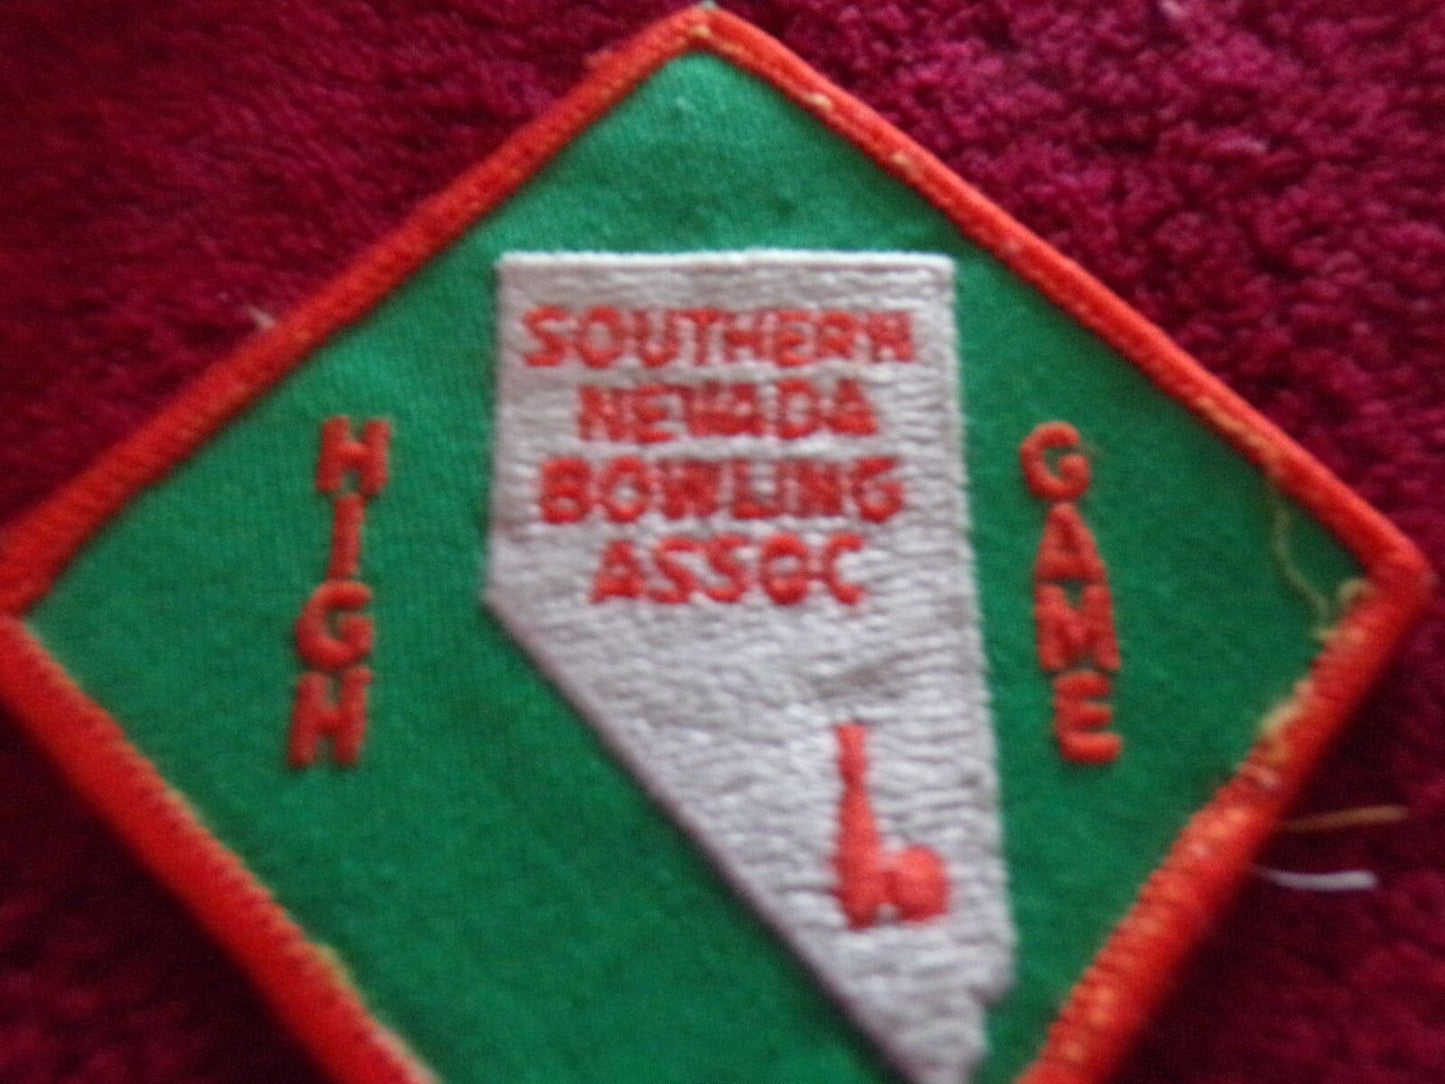 HIGH
SOUTHERN
NEVADA
BOWLING
ASSOC
GAME